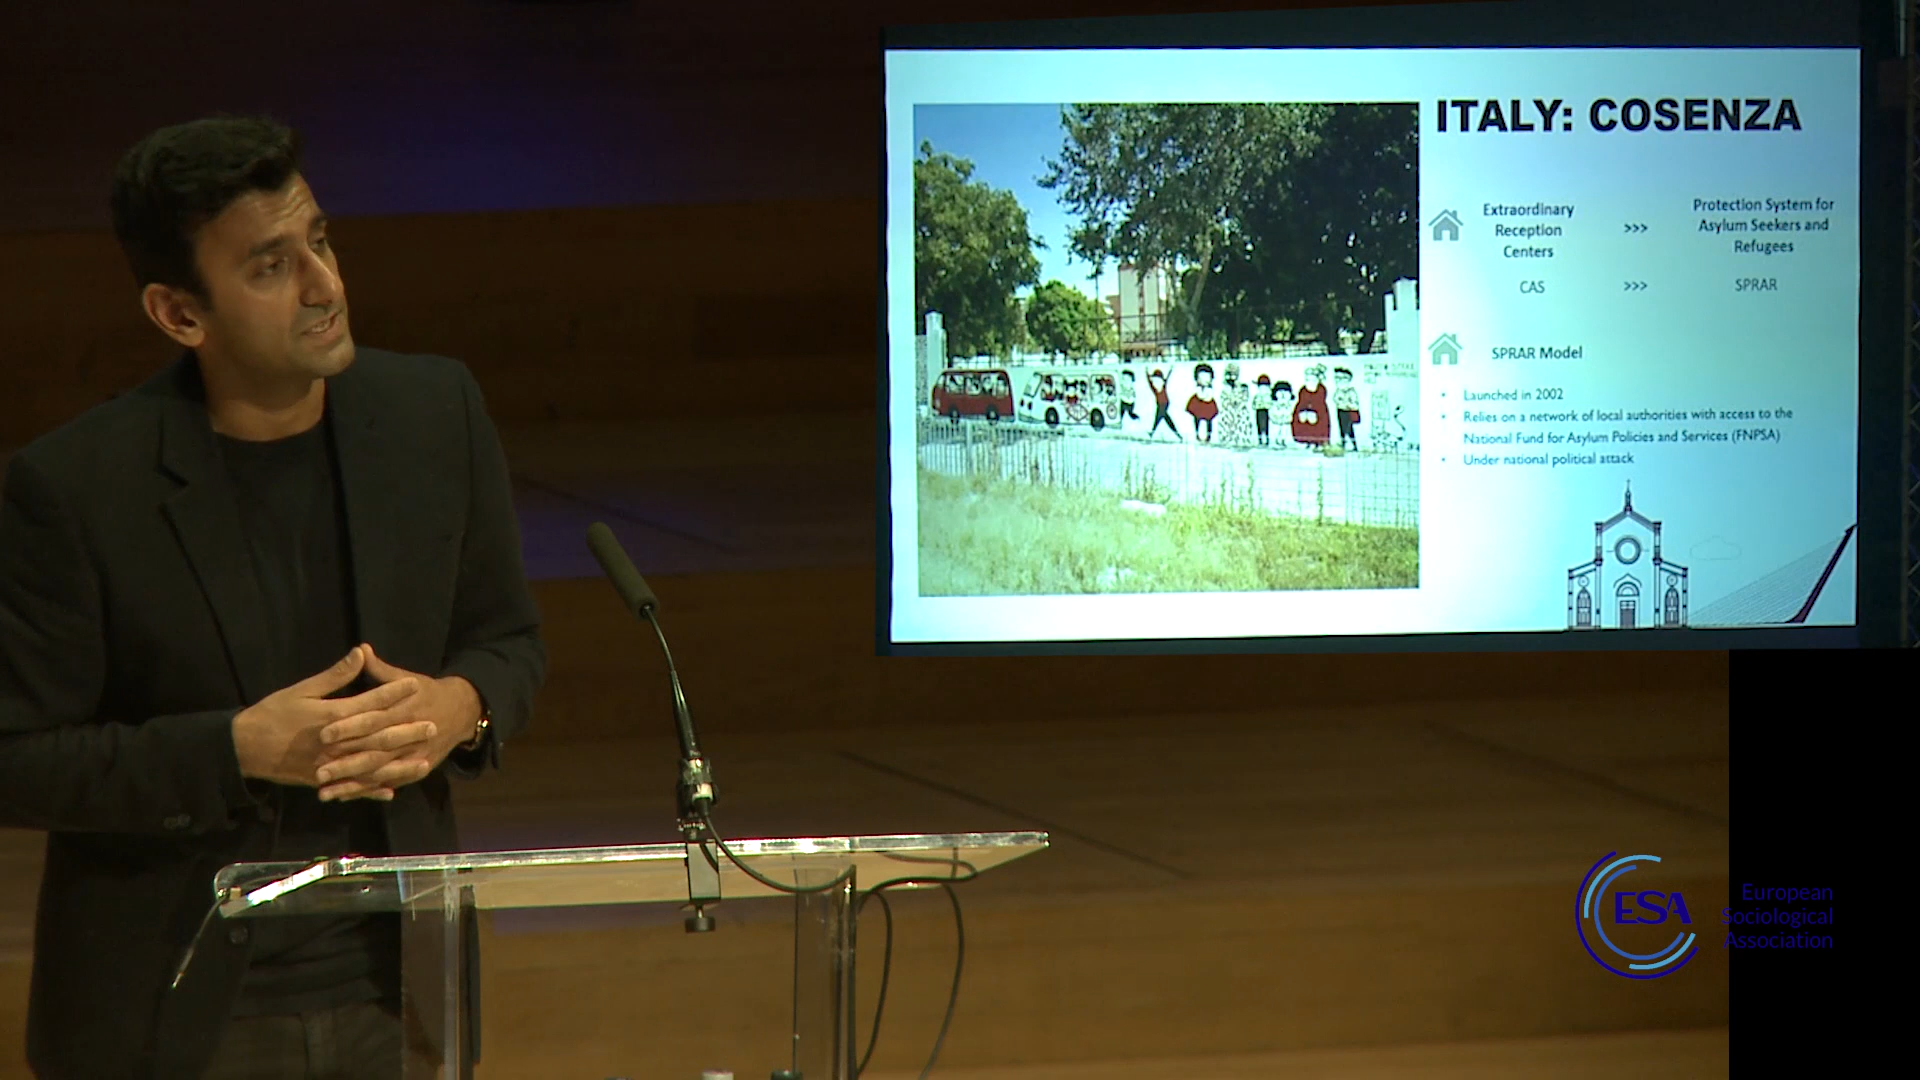 ITALY: COSENZA
Extraordinary
Reception
Centers
>>>
Protection System for
Asylum Seekers and
Refugees
CAS
>>>
SPRAR
SPRAR Model
• Launched in 2002
• Relies on a network of local authorities with access to the
National Fund for Asylum Policies and Services (FNPSA)
• Under national political attack
ESA
European
Sociological
Association